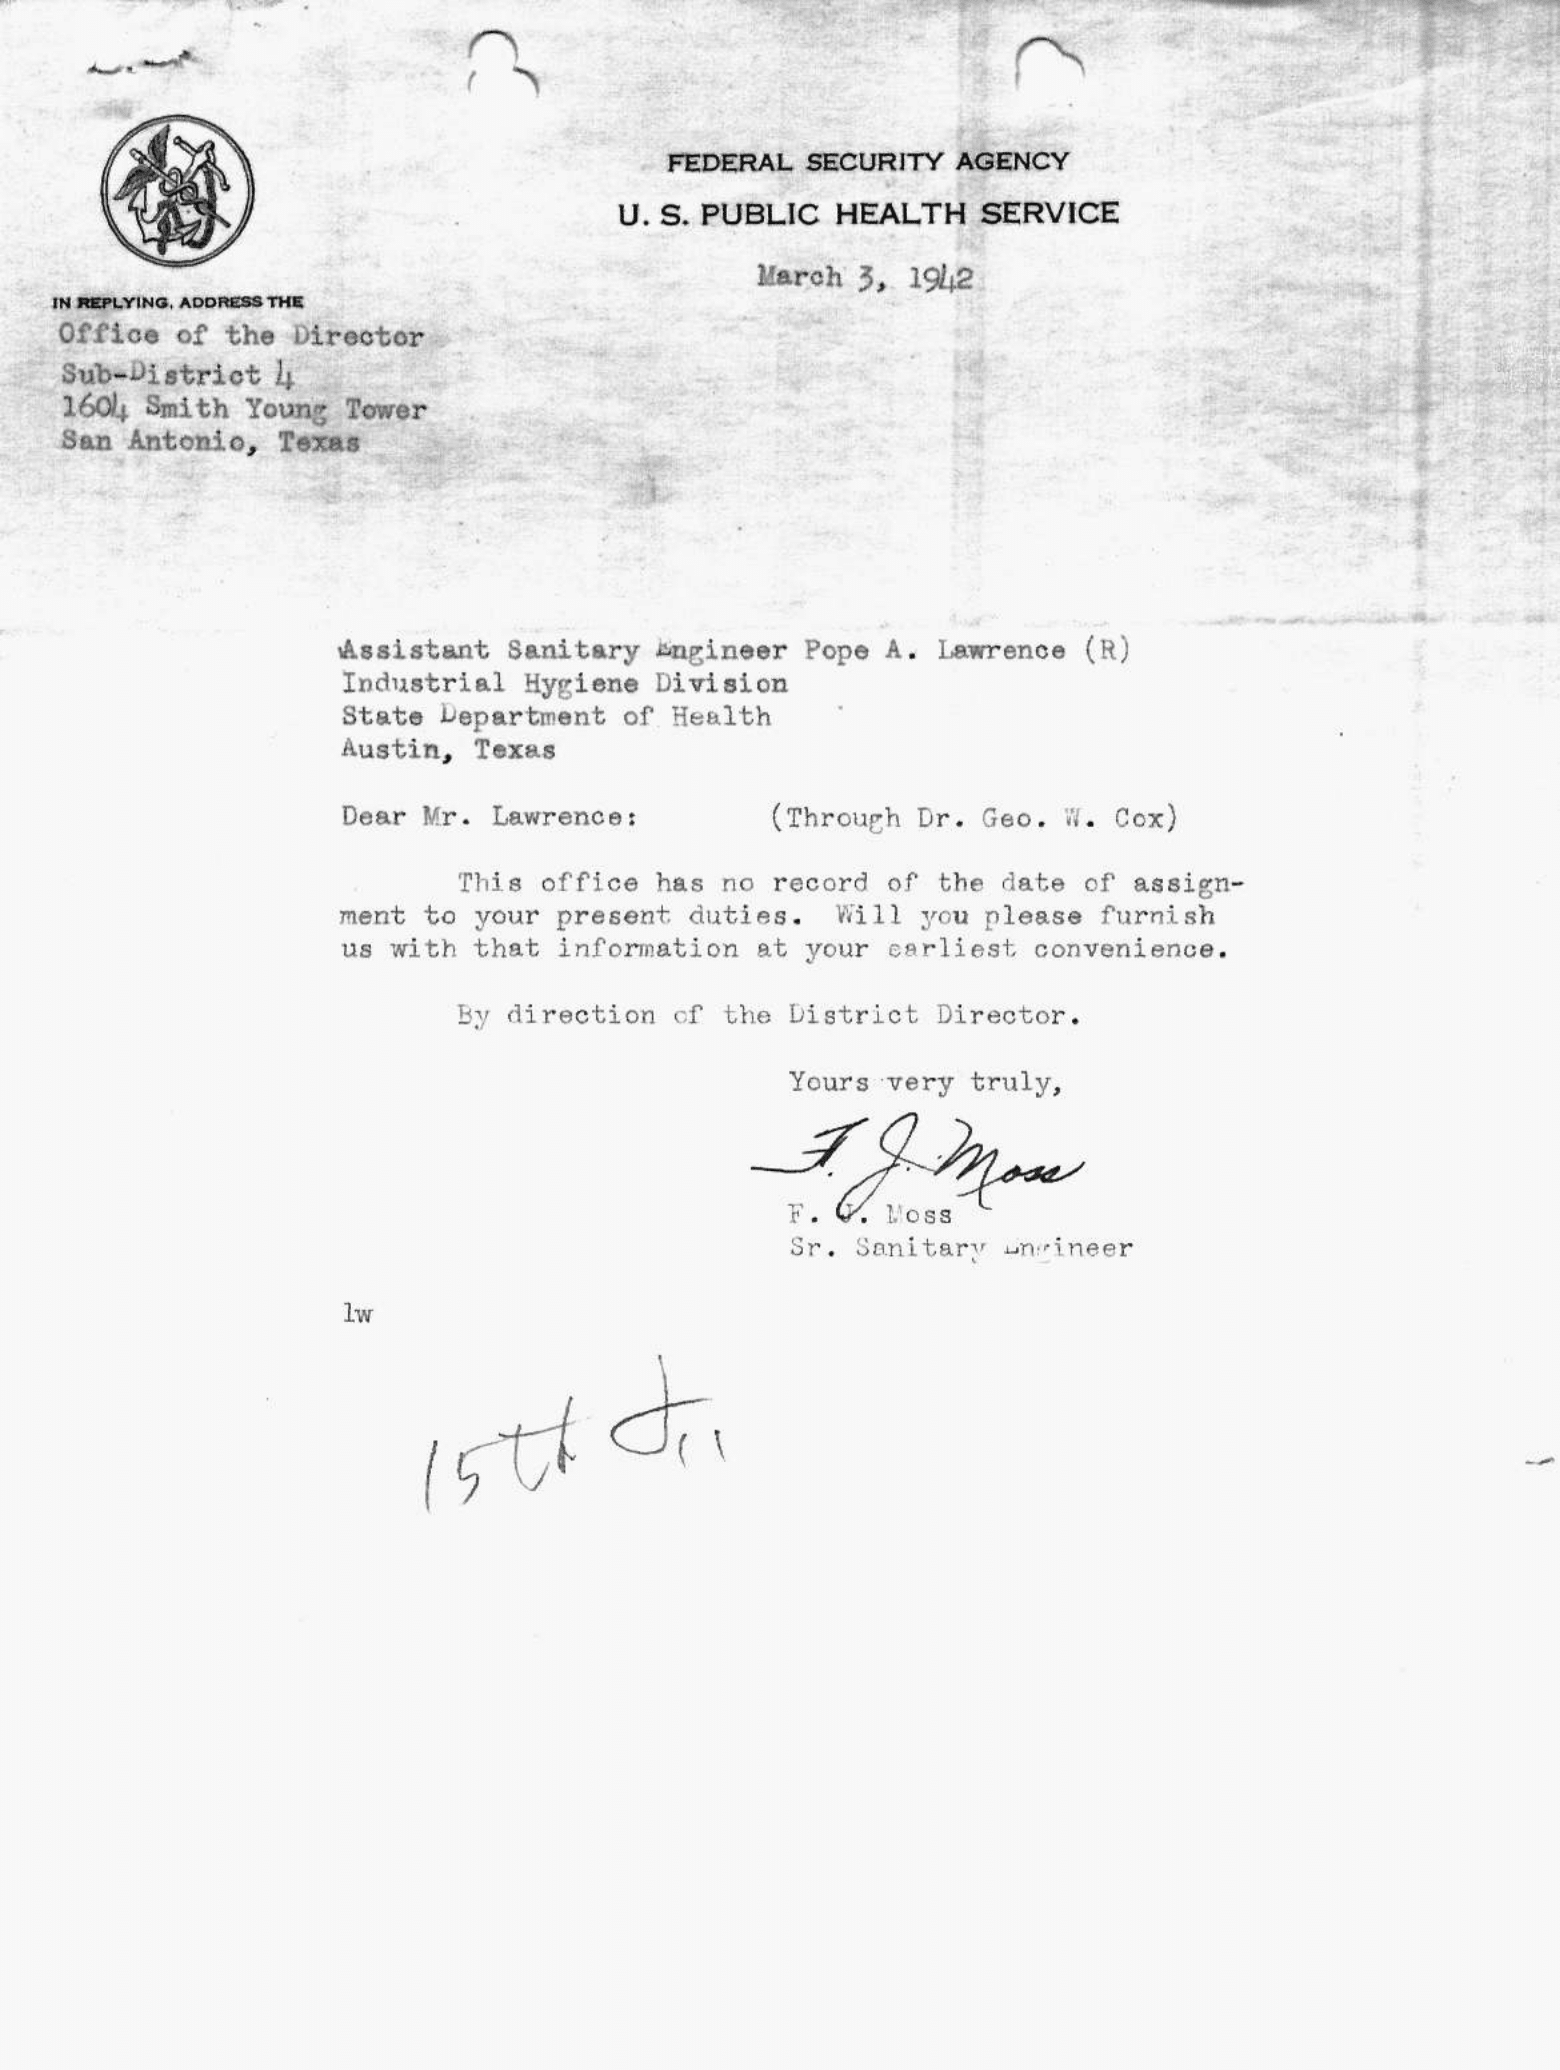 FEDERAL SECURITY AGENCY
U. S. PUBLIC HEALTH SERVICE
March 3, 1942
IN REPLYING, ADDRESS THE
Office of the Director
Sub-District 4
1604 Smith Young Tower
San Antonio, Texas
Assistant Sanitary Engineer Pope A. Lawrence (R)
Industrial Hygiene Division
State Department of Health
Austin, Texas
Dear Mr. Lawrence: (Through Dr. Geo. W. Cox)
This office has no record of the date of assign-
ment to your present duties. Will you please furnish
us with that information at your earliest convenience.
By direction of the District Director.
Yours very truly,
F. J. Moss
F. J. Moss
Sr. Sanitary Engineer
lw
15th